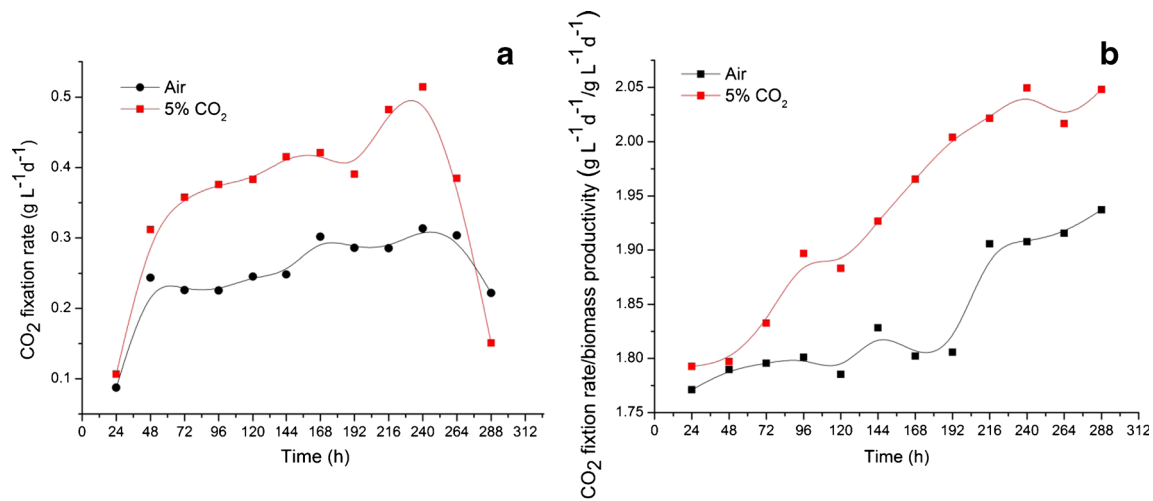 a
Air
5% CO₂
CO₂ fixation rate (g L⁻¹d⁻¹)
0.5
0.4
0.3
0.2
0.1
0 24 48 72 96 120 144 168 192 216 240 264 288 312
Time (h)
b
Air
5% CO₂
CO₂ fixtion rate/biomass productivity (g L⁻¹d⁻¹/g L⁻¹d⁻¹)
2.05
2.00
1.95
1.90
1.85
1.80
1.75
0 24 48 72 96 120 144 168 192 216 240 264 288 312
Time (h)